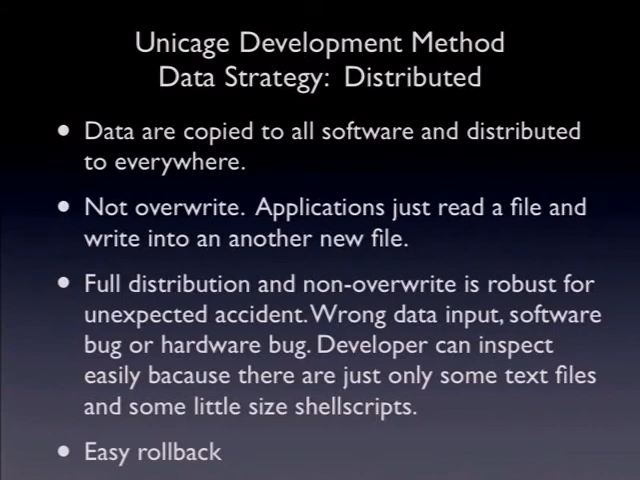 Unicage Development Method
Data Strategy: Distributed
• Data are copied to all software and distributed
to everywhere.
• Not overwrite. Applications just read a file and
write into an another new file.
• Full distribution and non-overwrite is robust for
unexpected accident. Wrong data input, software
bug or hardware bug. Developer can inspect
easily bacause there are just only some text files
and some little size shellscripts.
• Easy rollback